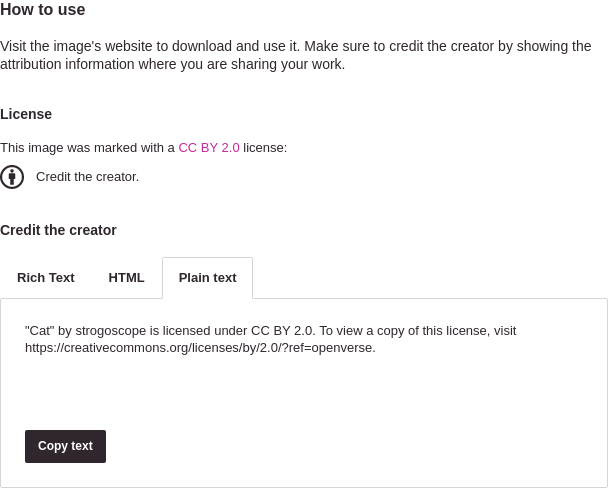 How to use
Visit the image's website to download and use it. Make sure to credit the creator by showing the
attribution information where you are sharing your work.
License
This image was marked with a CC BY 2.0 license:
Credit the creator.
Credit the creator
Rich Text HTML Plain text
"Cat" by strogoscope is licensed under CC BY 2.0. To view a copy of this license, visit
https://creativecommons.org/licenses/by/2.0/?ref=openverse.
Copy text